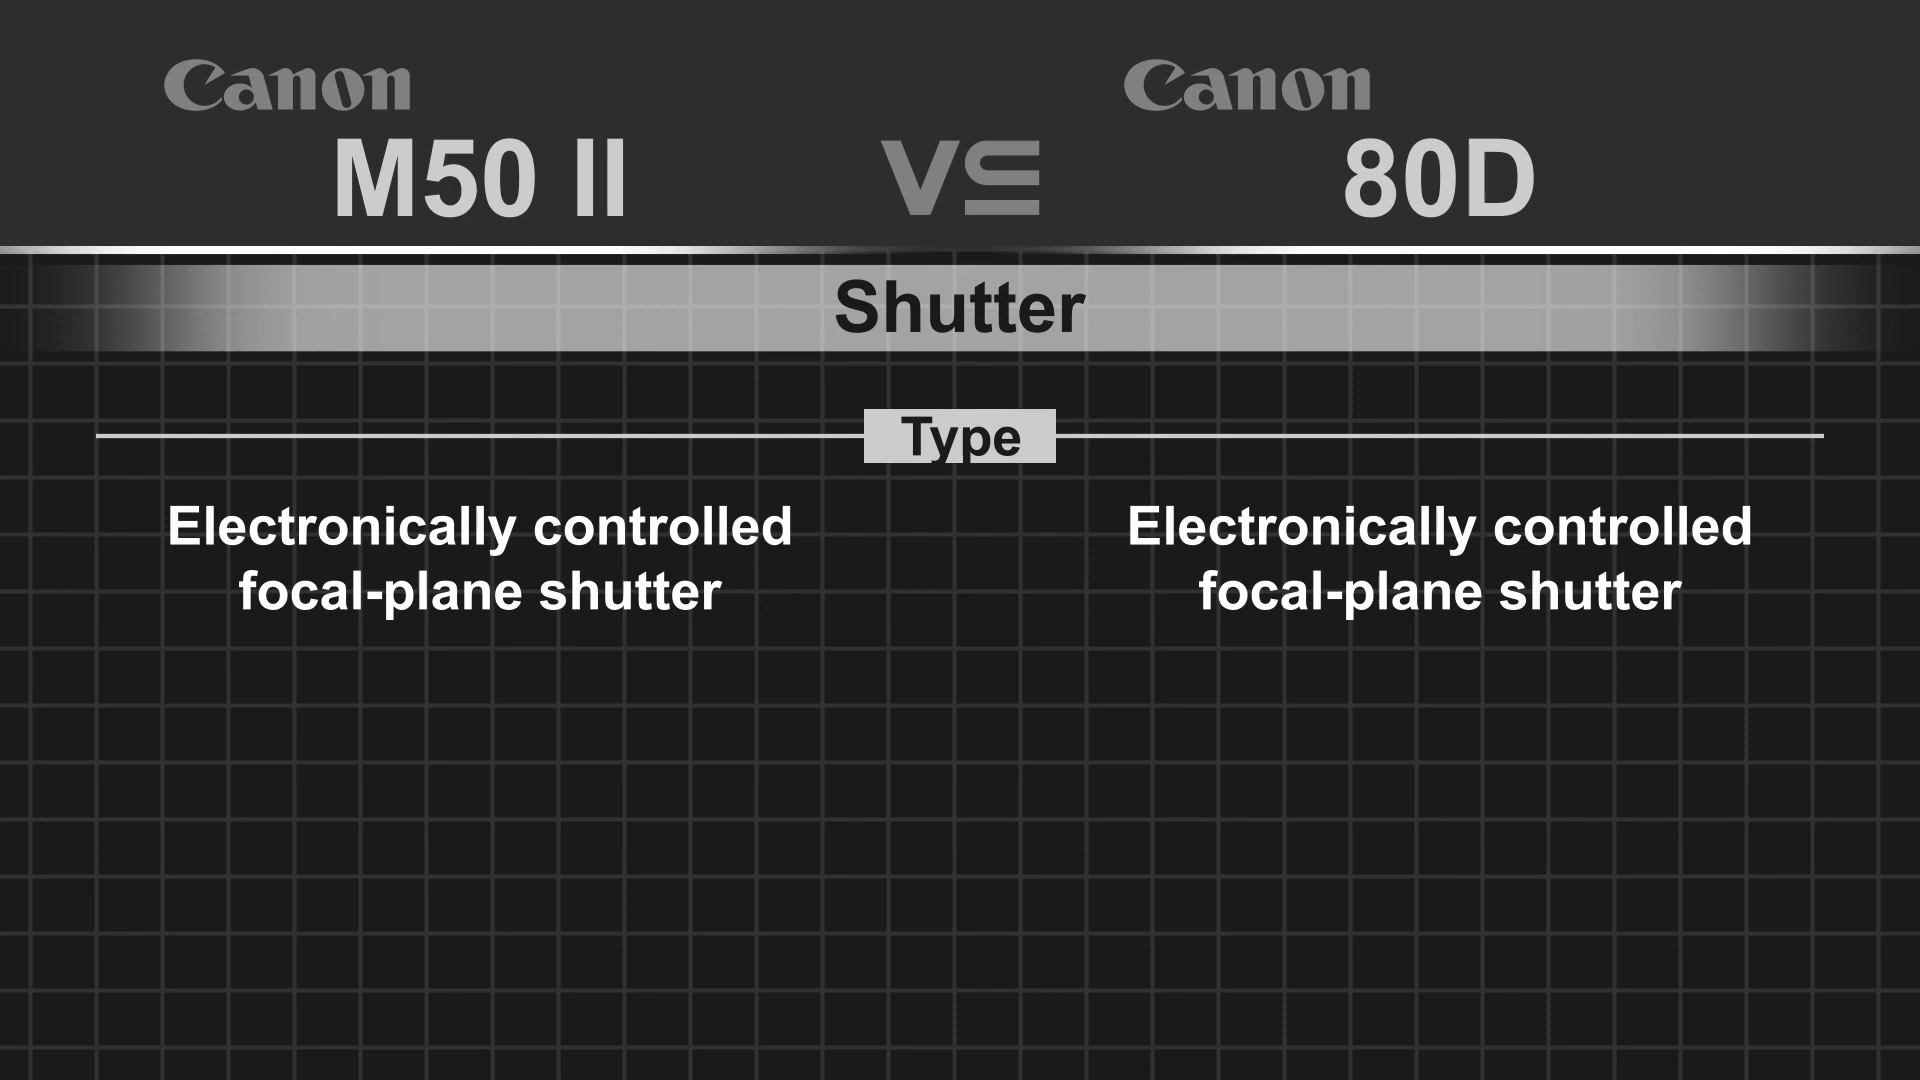 Canon
Canon
M50 II
VS
80D
Shutter
Type
Electronically controlled
focal-plane shutter
Electronically controlled
focal-plane shutter